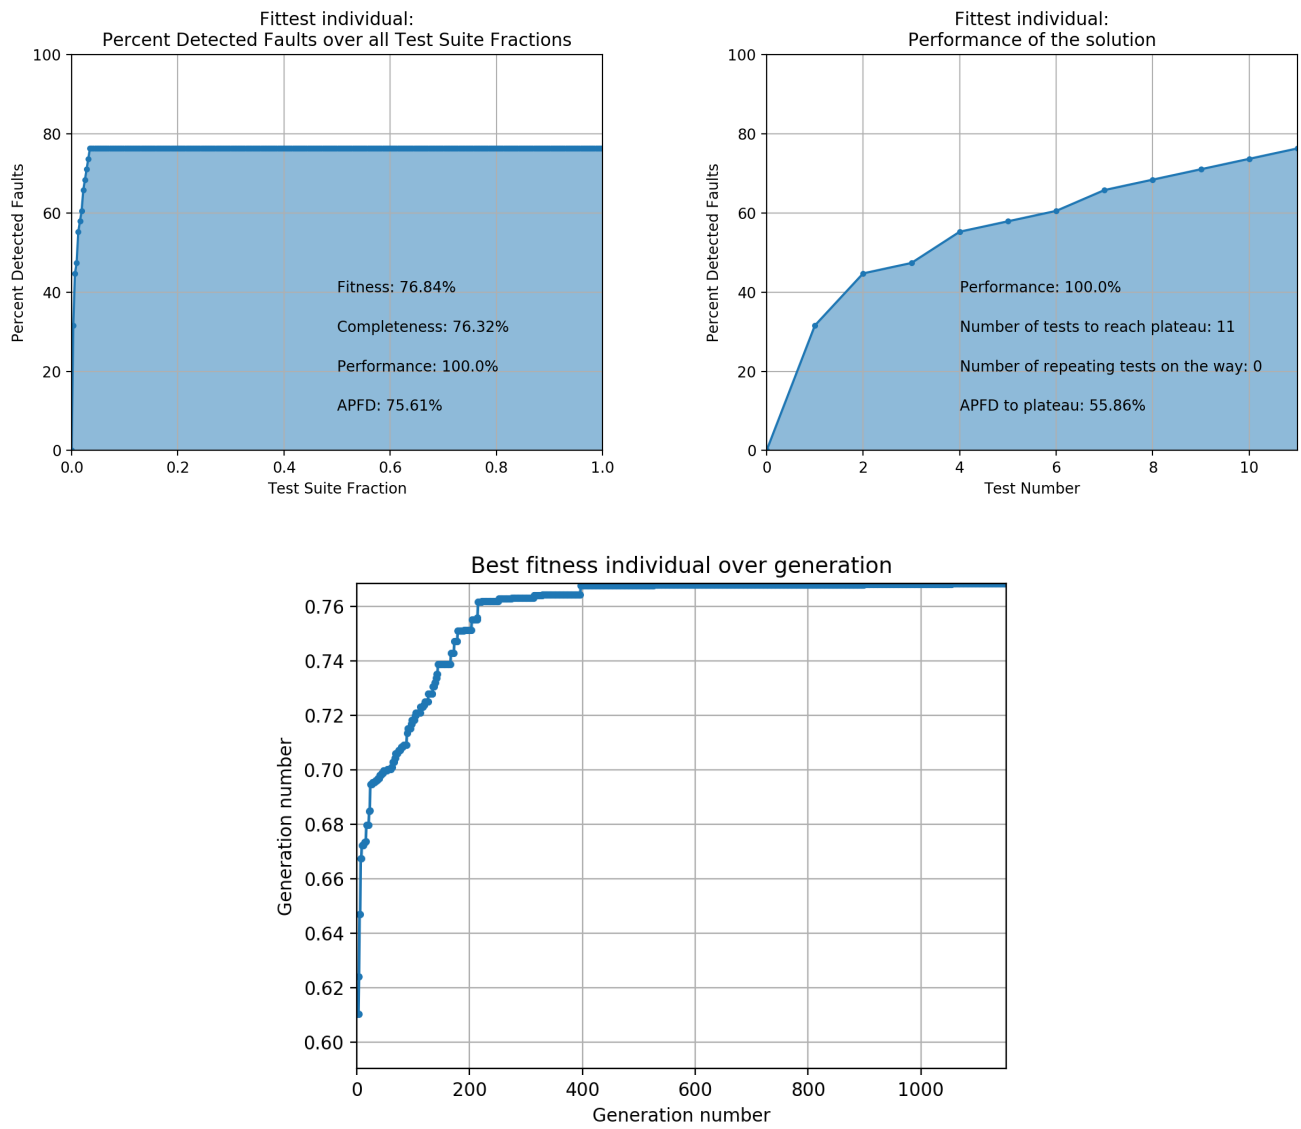 Fittest individual:
Percent Detected Faults over all Test Suite Fractions
100
80
60
40
20
0
Percent Detected Faults
Fitness: 76.84%
Completeness: 76.32%
Performance: 100.0%
APFD: 75.61%
0.0 0.2 0.4 0.6 0.8 1.0
Test Suite Fraction
Fittest individual:
Performance of the solution
100
80
60
40
20
0
Percent Detected Faults
Performance: 100.0%
Number of tests to reach plateau: 11
Number of repeating tests on the way: 0
APFD to plateau: 55.86%
0 2 4 6 8 10
Test Number
Best fitness individual over generation
0.76
0.74
0.72
0.70
0.68
0.66
0.64
0.62
0.60
Generation number
0 200 400 600 800 1000
Generation number